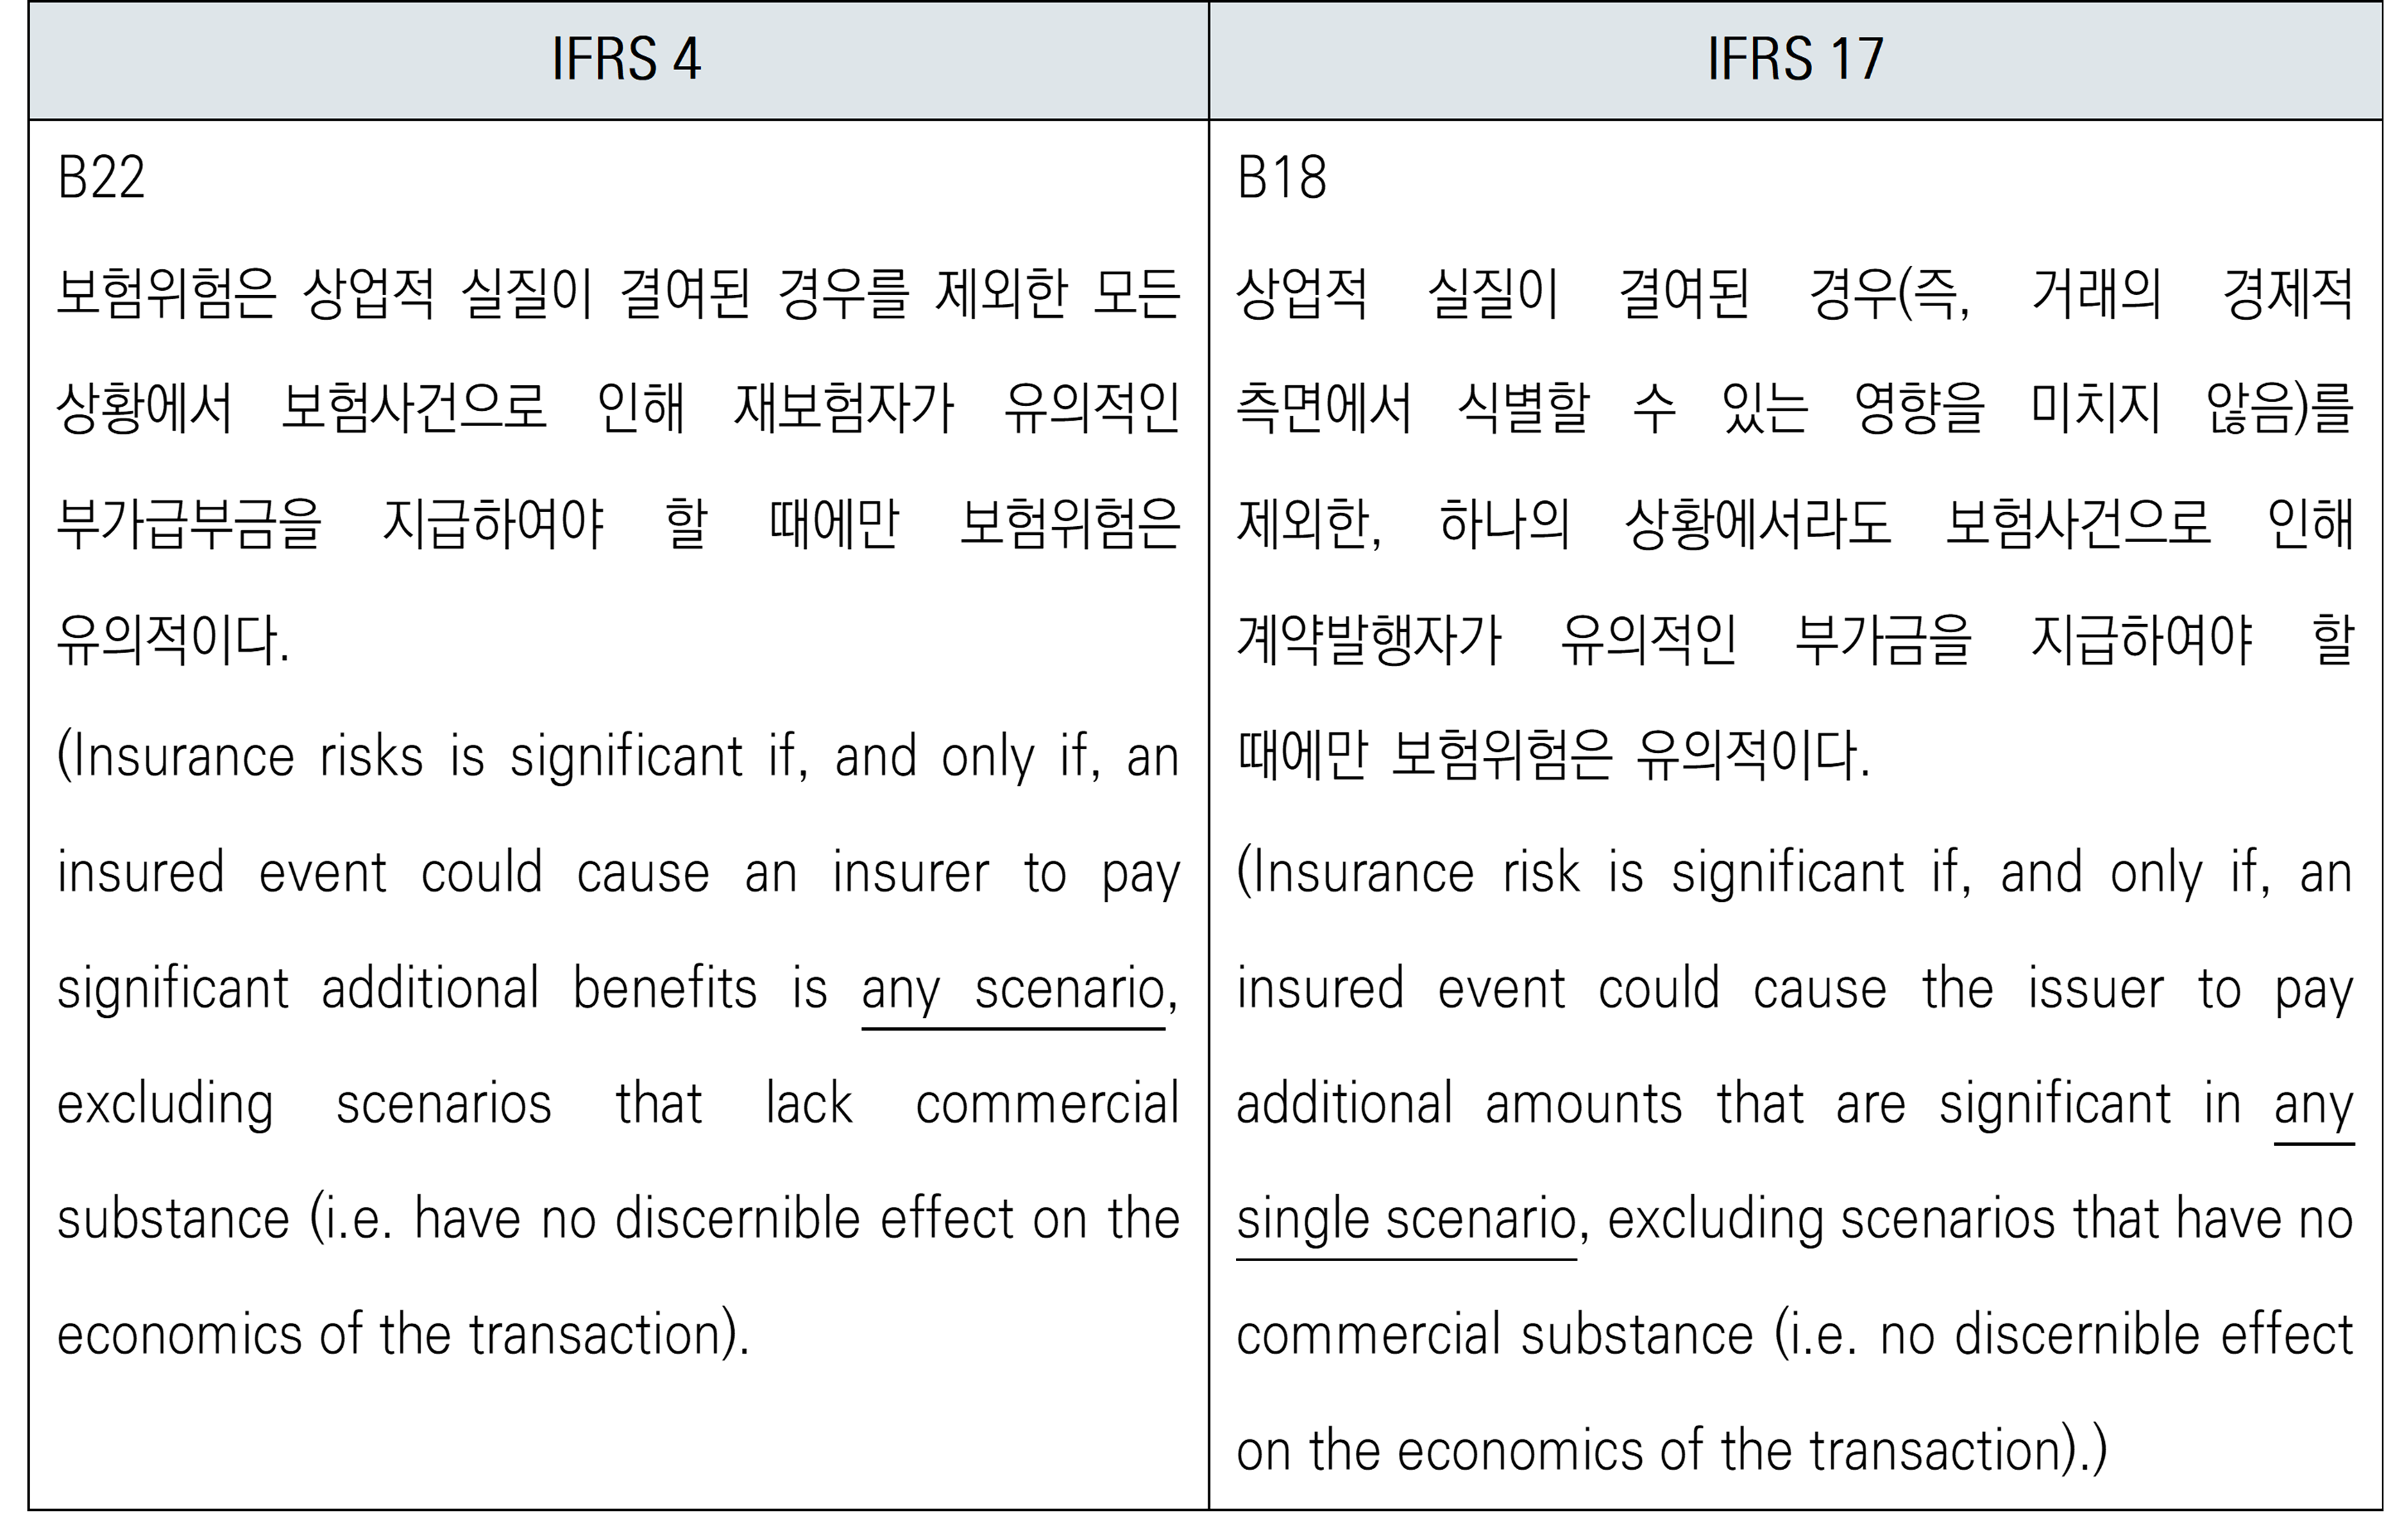 IFRS 4
IFRS 17
B22
보험위험은 상업적 실질이 결여된 경우를 제외한 모든
상황에서 보험사건으로 인해 재보험자가 유의적인
부가급부금을 지급하여야 할 때에만 보험위험은
유의적이다.
(Insurance risks is significant if, and only if, an
insured event could cause an insurer to pay
significant additional benefits is any scenario,
excluding scenarios that lack commercial
substance (i.e. have no discernible effect on the
economics of the transaction).
B18
상업적 실질이 결여된 경우(즉, 거래의 경제적
측면에서 식별할 수 있는 영향을 미치지 않음)를
제외한, 하나의 상황에서라도 보험사건으로 인해
계약발행자가 유의적인 부가금을 지급하여야 할
때에만 보험위험은 유의적이다.
(Insurance risk is significant if, and only if, an
insured event could cause the issuer to pay
additional amounts that are significant in any
single scenario, excluding scenarios that have no
commercial substance (i.e. no discernible effect
on the economics of the transaction).)